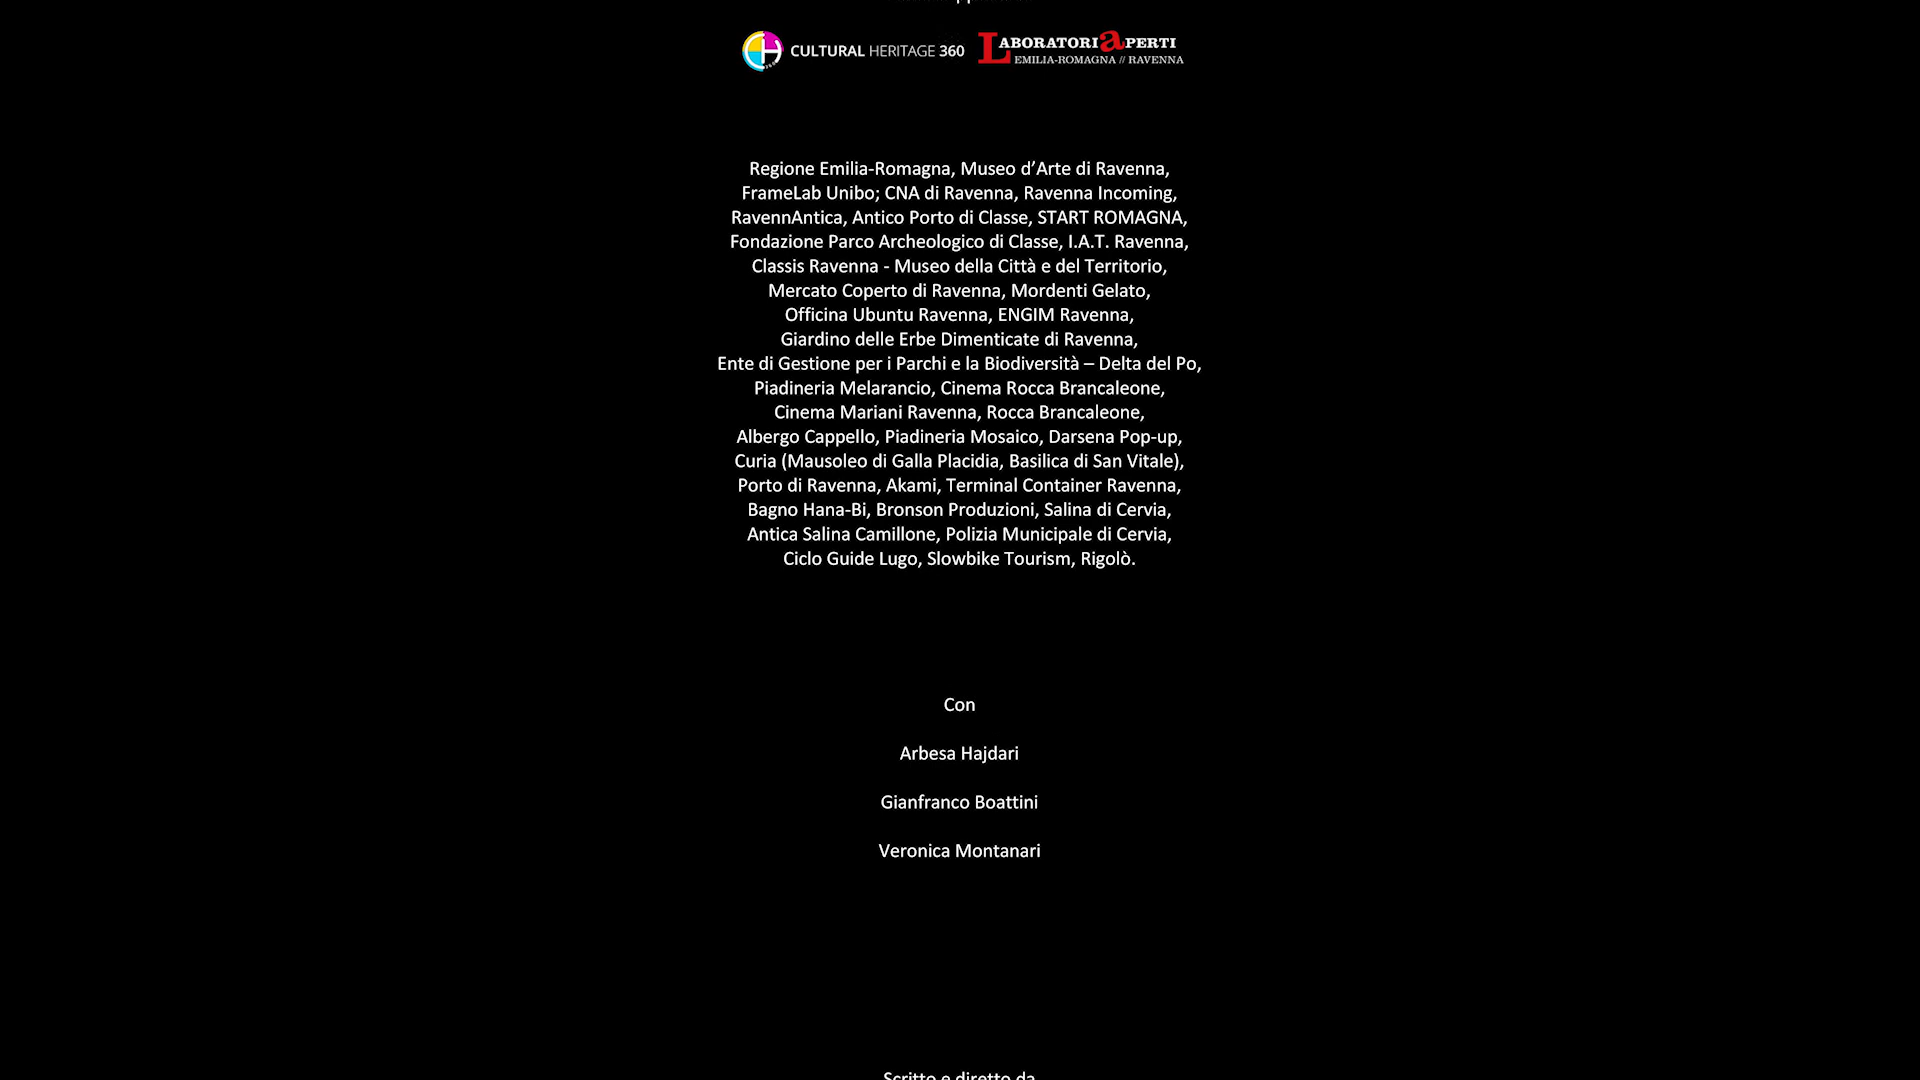 CULTURAL HERITAGE 360
LABORATORI APERTI
EMILIA-ROMAGNA // RAVENNA
Regione Emilia-Romagna, Museo d’Arte di Ravenna,
FrameLab Unibo; CNA di Ravenna, Ravenna Incoming,
RavennAntica, Antico Porto di Classe, START ROMAGNA,
Fondazione Parco Archeologico di Classe, I.A.T. Ravenna,
Classis Ravenna - Museo della Città e del Territorio,
Mercato Coperto di Ravenna, Mordenti Gelato,
Officina Ubuntu Ravenna, ENGIM Ravenna,
Giardino delle Erbe Dimenticate di Ravenna,
Ente di Gestione per i Parchi e la Biodiversità – Delta del Po,
Piadineria Melarancio, Cinema Rocca Brancaleone,
Cinema Mariani Ravenna, Rocca Brancaleone,
Albergo Cappello, Piadineria Mosaico, Darsena Pop-up,
Curia (Mausoleo di Galla Placidia, Basilica di San Vitale),
Porto di Ravenna, Akami, Terminal Container Ravenna,
Bagno Hana-Bi, Bronson Produzioni, Salina di Cervia,
Antica Salina Camillone, Polizia Municipale di Cervia,
Ciclo Guide Lugo, Slowbike Tourism, Rigolò.
Con
Arbesa Hajdari
Gianfranco Boattini
Veronica Montanari
Scritto e diretto da